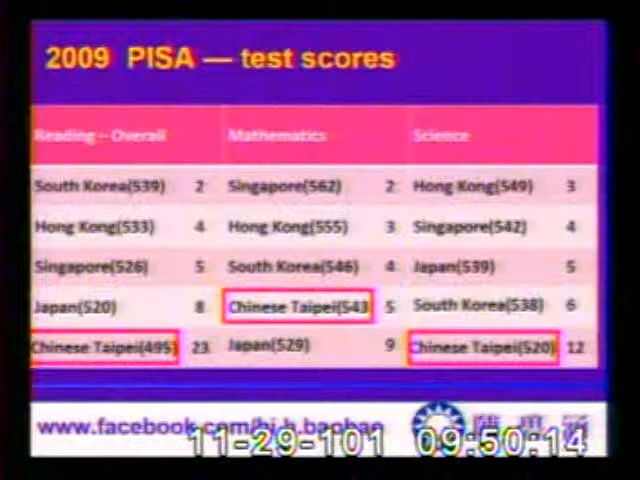 2009 PISA — test scores
Reading – Overall Mathematics Science
South Korea(539) 2 Singapore(562) 2 Hong Kong(549) 3
Hong Kong(533) 4 Hong Kong(555) 3 Singapore(542) 4
Singapore(526) 5 South Korea(546) 4 Japan(539) 5
Japan(520) 8 Chinese Taipei(543 5 South Korea(538) 6
Chinese Taipei(495) 23 Japan(529) 9 Chinese Taipei(520) 12
www.facebook.com/bi.h.baobao
11-29-101 09:50:14